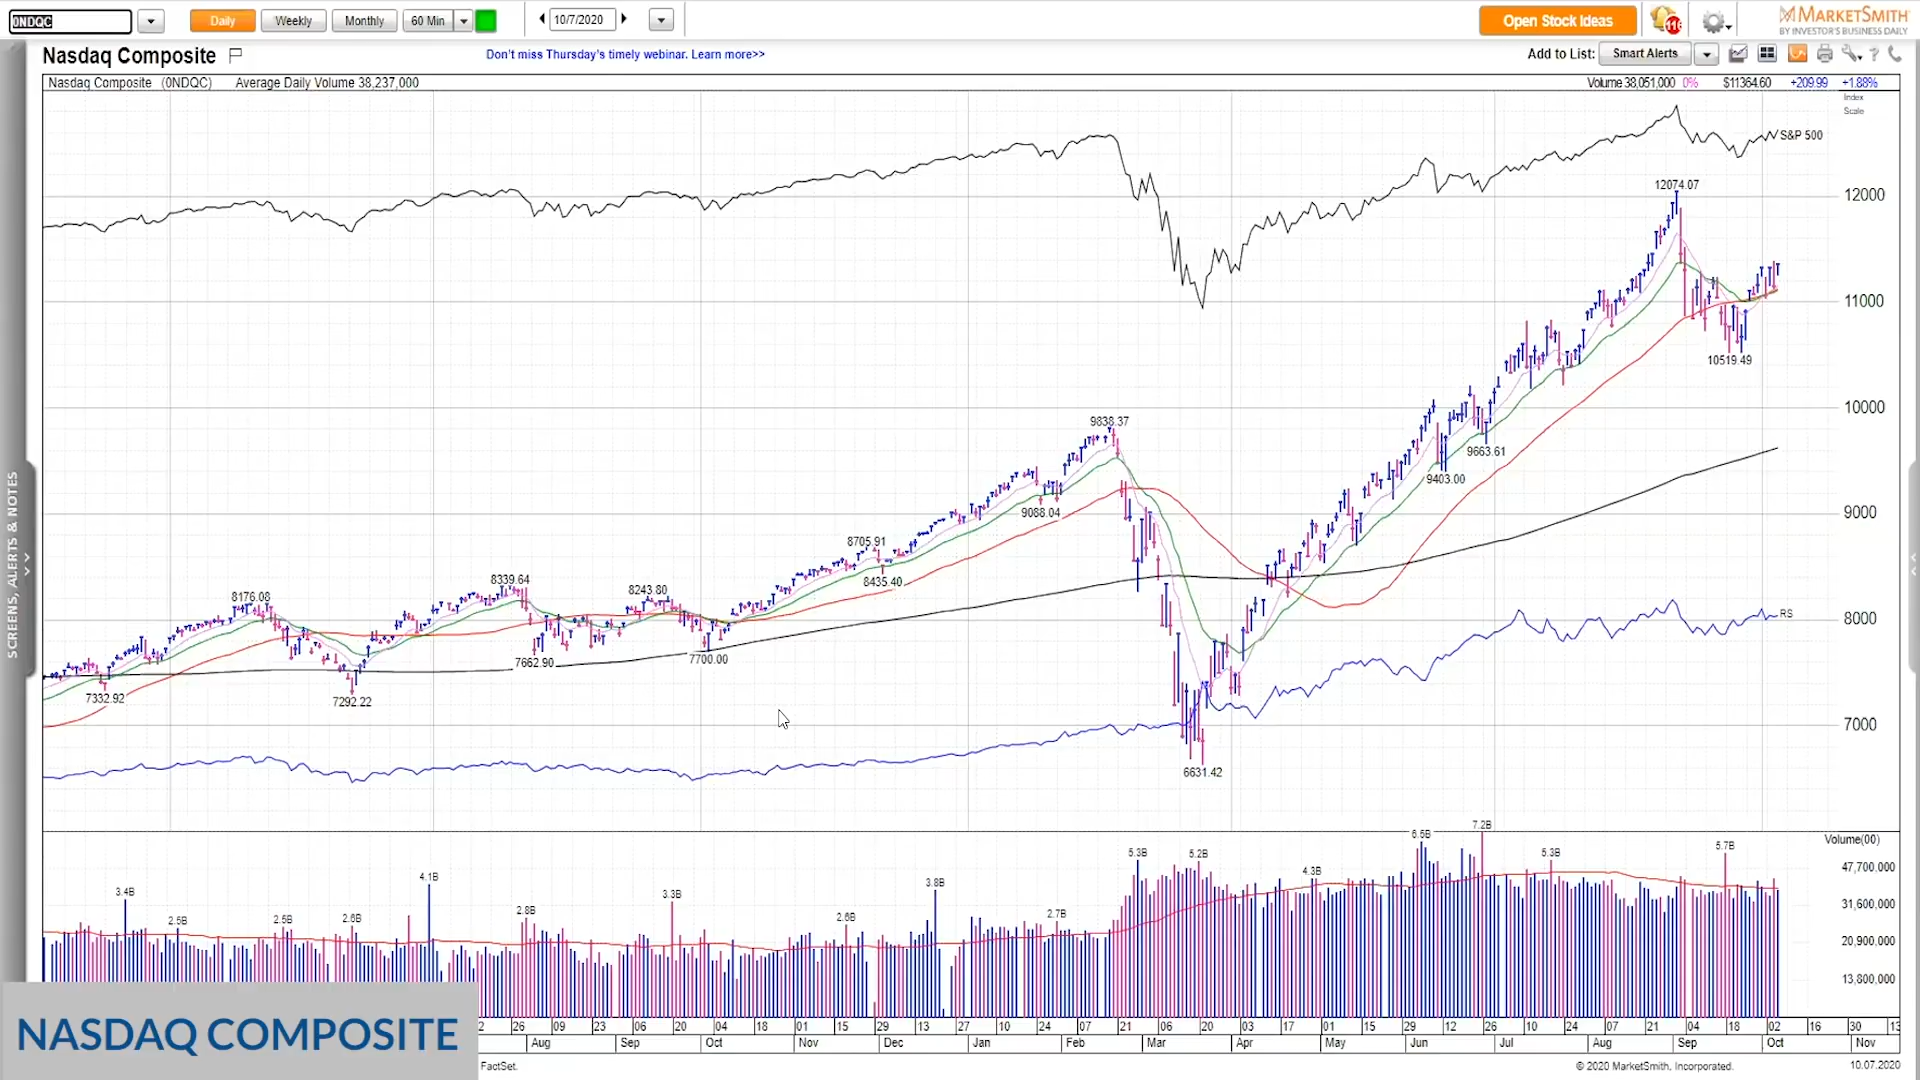 0NDQC Daily Weekly Monthly 60 Min 10/7/2020 Open Stock Ideas MARKETSMITH
BY INVESTOR'S BUSINESS DAILY
Nasdaq Composite Don't miss Thursday's timely webinar. Learn more>> Add to List: Smart Alerts ?
Nasdaq Composite (0NDQC) Average Daily Volume 38,237,000 Volume 38,051,000 0% $11364.60 +209.99 +1.88%
Index
Scale
S&P 500
12074.07
12000
11000
10519.49
10000
9838.37
9663.61
9403.00
9088.04
9000
8705.91
8435.40
8339.64
8243.80
8176.08
8000
RS
7662.90
7700.00
7332.92
7292.22
7000
6631.42
SCREENS, ALERTS & NOTES
Volume(00)
7.2B
6.5B
5.3B 5.2B 5.3B 5.7B
47,700,000
4.3B
4.1B
3.8B
3.4B
3.3B
31,600,000
2.8B 2.7B
2.5B 2.5B 2.6B 2.6B
20,900,000
13,800,000
26 09 23 06 20 04 18 01 15 29 13 27 10 24 07 21 06 20 03 17 01 15 29 12 26 10 24 07 21 04 18 02 16 30
Aug Sep Oct Nov Dec Jan Feb Mar Apr May Jun Jul Aug Sep Oct Nov
NASDAQ COMPOSITE
FactSet.
© 2020 MarketSmith, Incorporated. 10.07.2020